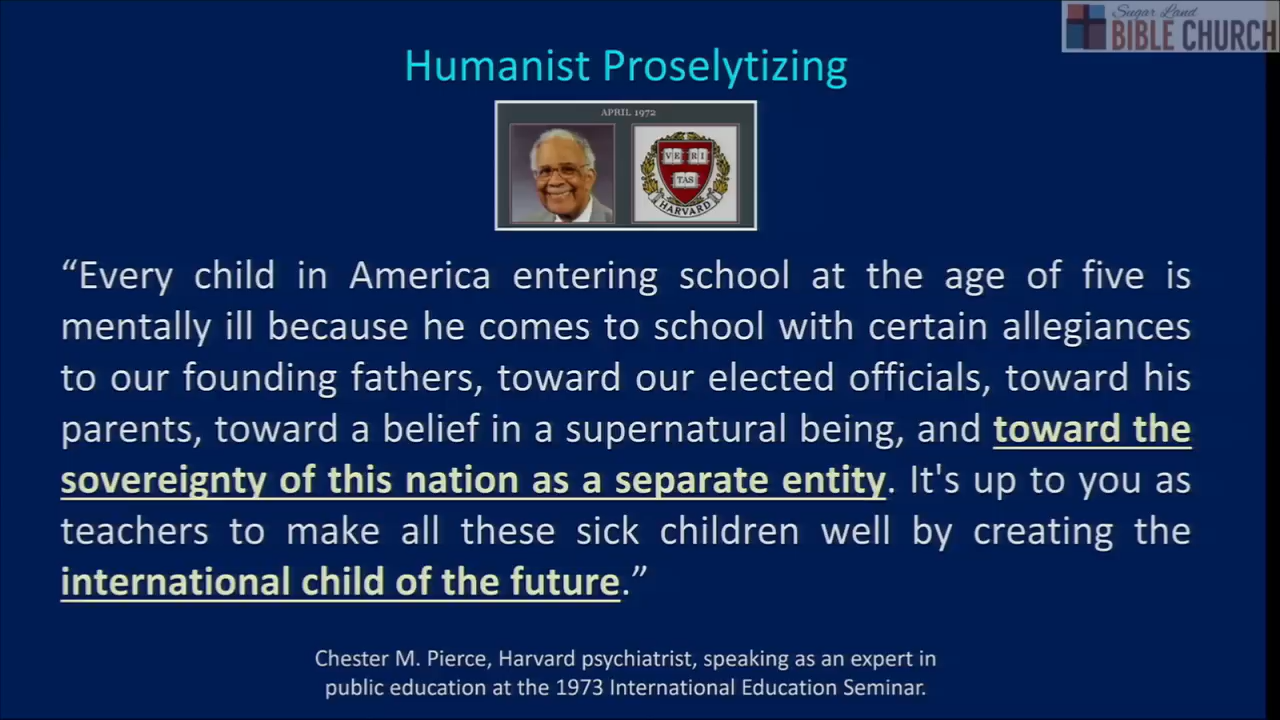 Sugar Land
BIBLE CHURCH
Humanist Proselytizing
APRIL 1972
VE RI
TAS
HARVARD
“Every child in America entering school at the age of five is
mentally ill because he comes to school with certain allegiances
to our founding fathers, toward our elected officials, toward his
parents, toward a belief in a supernatural being, and toward the
sovereignty of this nation as a separate entity. It's up to you as
teachers to make all these sick children well by creating the
international child of the future.”
Chester M. Pierce, Harvard psychiatrist, speaking as an expert in
public education at the 1973 International Education Seminar.